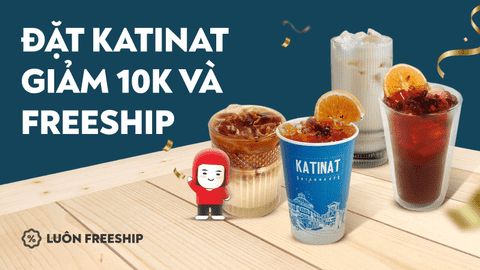 ĐẶT KATINAT
GIẢM 10K VÀ
FREESHIP
KATINAT
LUÔN FREESHIP